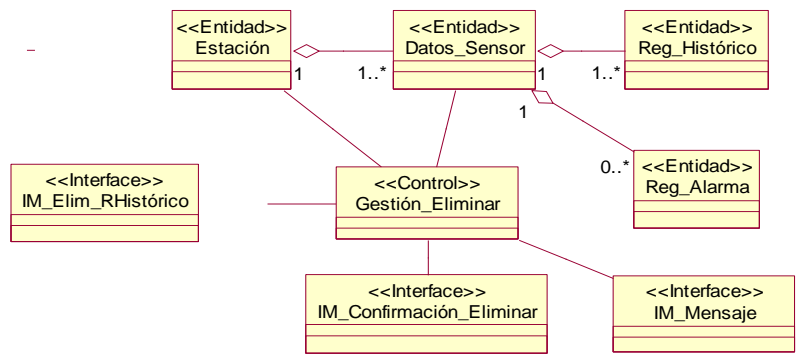 <<Entidad>>
Estación
<<Entidad>>
Datos_Sensor
<<Entidad>>
Reg_Histórico
1
1..*
1
1..*
1
0..*
<<Entidad>>
Reg_Alarma
<<Interface>>
IM_Elim_RHistórico
<<Control>>
Gestión_Eliminar
<<Interface>>
IM_Confirmación_Eliminar
<<Interface>>
IM_Mensaje